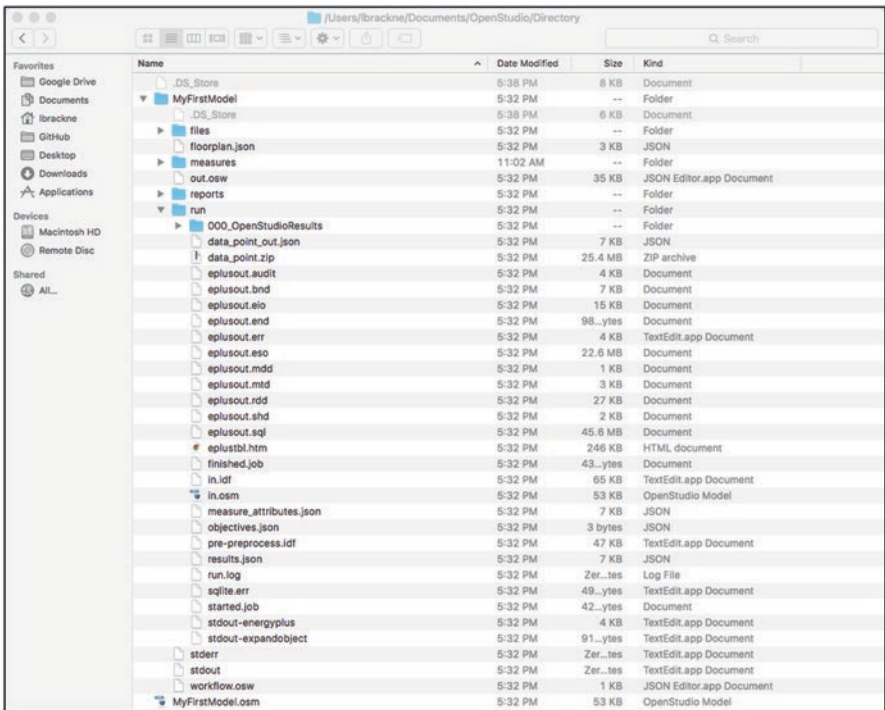 /Users/lbrackne/Documents/OpenStudio/Directory
Search
Favorites
Google Drive
Documents
lbrackne
GitHub
Desktop
Downloads
Applications
Devices
Macintosh HD
Remote Disc
Shared
All...
Name Date Modified Size Kind
.DS_Store 5:38 PM 8 KB Document
MyFirstModel 5:32 PM -- Folder
.DS_Store 5:38 PM 6 KB Document
files 5:32 PM -- Folder
floorplan.json 5:32 PM 3 KB JSON
measures 11:02 AM -- Folder
out.osw 5:32 PM 35 KB JSON Editor.app Document
reports 5:32 PM -- Folder
run 5:32 PM -- Folder
000_OpenStudioResults 5:32 PM -- Folder
data_point_out.json 5:32 PM 7 KB JSON
data_point.zip 5:32 PM 25.4 MB ZIP archive
eplusout.audit 5:32 PM 4 KB Document
eplusout.bnd 5:32 PM 7 KB Document
eplusout.eio 5:32 PM 15 KB Document
eplusout.end 5:32 PM 98...ytes Document
eplusout.err 5:32 PM 4 KB TextEdit.app Document
eplusout.eso 5:32 PM 22.6 MB Document
eplusout.mdd 5:32 PM 1 KB Document
eplusout.mtd 5:32 PM 3 KB Document
eplusout.rdd 5:32 PM 27 KB Document
eplusout.shd 5:32 PM 2 KB Document
eplusout.sql 5:32 PM 45.6 MB Document
eplustbl.htm 5:32 PM 246 KB HTML document
finished.job 5:32 PM 43...ytes Document
in.idf 5:32 PM 65 KB TextEdit.app Document
in.osm 5:32 PM 53 KB OpenStudio Model
measure_attributes.json 5:32 PM 7 KB JSON
objectives.json 5:32 PM 3 bytes JSON
pre-preprocess.idf 5:32 PM 47 KB TextEdit.app Document
results.json 5:32 PM 7 KB JSON
run.log 5:32 PM Zer...tes Log File
sqlite.err 5:32 PM 49...ytes TextEdit.app Document
started.job 5:32 PM 42...ytes Document
stdout-energyplus 5:32 PM 4 KB TextEdit.app Document
stdout-expandobject 5:32 PM 91...ytes TextEdit.app Document
stderr 5:32 PM Zer...tes TextEdit.app Document
stdout 5:32 PM Zer...tes TextEdit.app Document
workflow.osw 5:32 PM 1 KB JSON Editor.app Document
MyFirstModel.osm 5:32 PM 53 KB OpenStudio Model